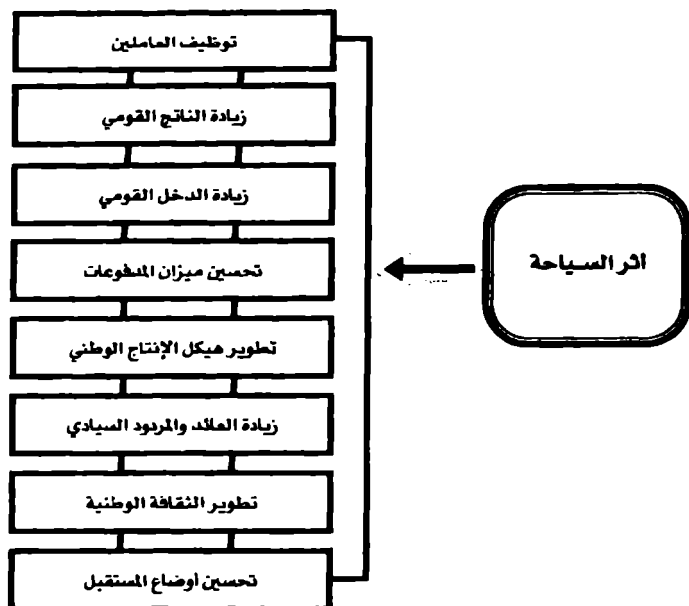 أثر السياحة
توظيف العاملين
زيادة الناتج القومي
زيادة الدخل القومي
تحسين ميزان المدفوعات
تطوير هيكل الإنتاج الوطني
زيادة العائد والمردود السيادي
تطوير الثقافة الوطنية
تحسين أوضاع المستقبل